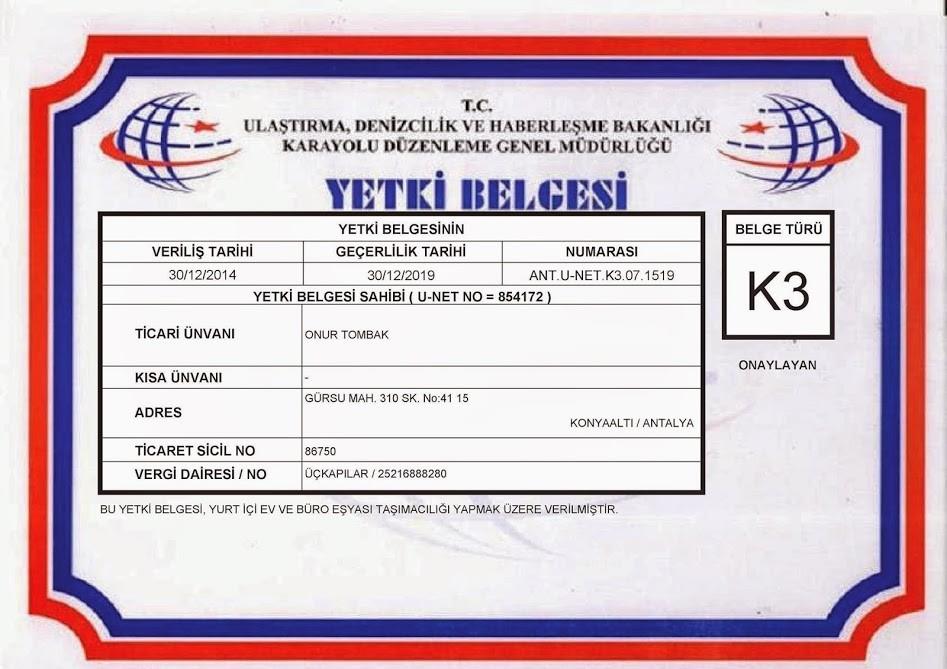 T.C.
ULAŞTIRMA, DENİZCİLİK VE HABERLEŞME BAKANLIĞI
KARAYOLU DÜZENLEME GENEL MÜDÜRLÜĞÜ
YETKİ BELGESİ
YETKİ BELGESİNİN
VERİLİŞ TARİHİ GEÇERLİLİK TARİHİ NUMARASI
30/12/2014 30/12/2019 ANT.U-NET.K3.07.1519
YETKİ BELGESİ SAHİBİ ( U-NET NO = 854172 )
TİCARİ ÜNVANI ONUR TOMBAK
KISA ÜNVANI -
ADRES GÜRSU MAH. 310 SK. No:41 15
KONYAALTI / ANTALYA
TİCARET SİCİL NO 86750
VERGİ DAİRESİ / NO ÜÇKAPILAR / 25216888280
BELGE TÜRÜ
K3
ONAYLAYAN
BU YETKİ BELGESİ, YURT İÇİ EV VE BÜRO EŞYASI TAŞIMACILIĞI YAPMAK ÜZERE VERİLMİŞTİR.